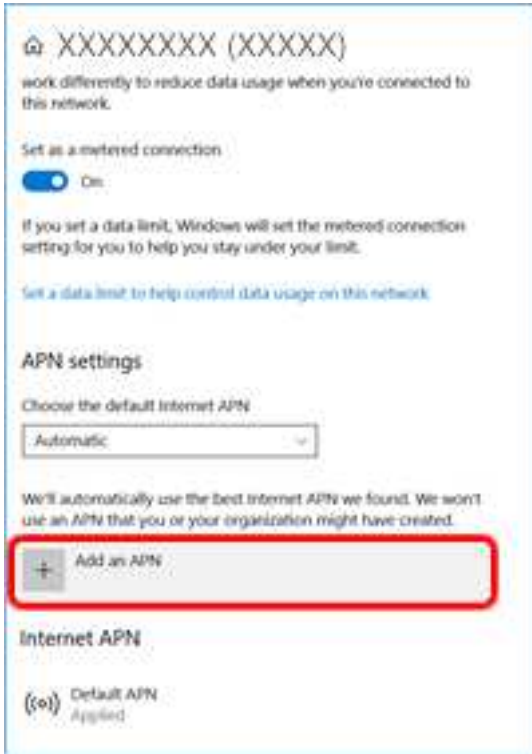 XXXXXXXX (XXXXX)
work differently to reduce data usage when you're connected to
this network.
Set as a metered connection
On
If you set a data limit, Windows will set the metered connection
setting for you to help you stay under your limit.
Set a data limit to help control data usage on this network
APN settings
Choose the default Internet APN
Automatic
We'll automatically use the best Internet APN we found. We won't
use an APN that you or your organization might have created.
Add an APN
Internet APN
Default APN
Applied